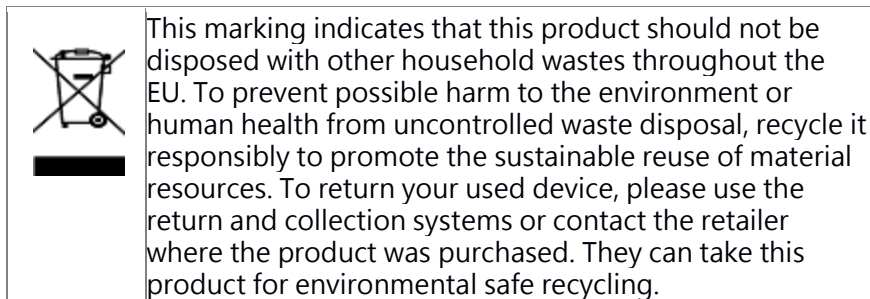 This marking indicates that this product should not be
disposed with other household wastes throughout the
EU. To prevent possible harm to the environment or
human health from uncontrolled waste disposal, recycle it
responsibly to promote the sustainable reuse of material
resources. To return your used device, please use the
return and collection systems or contact the retailer
where the product was purchased. They can take this
product for environmental safe recycling.